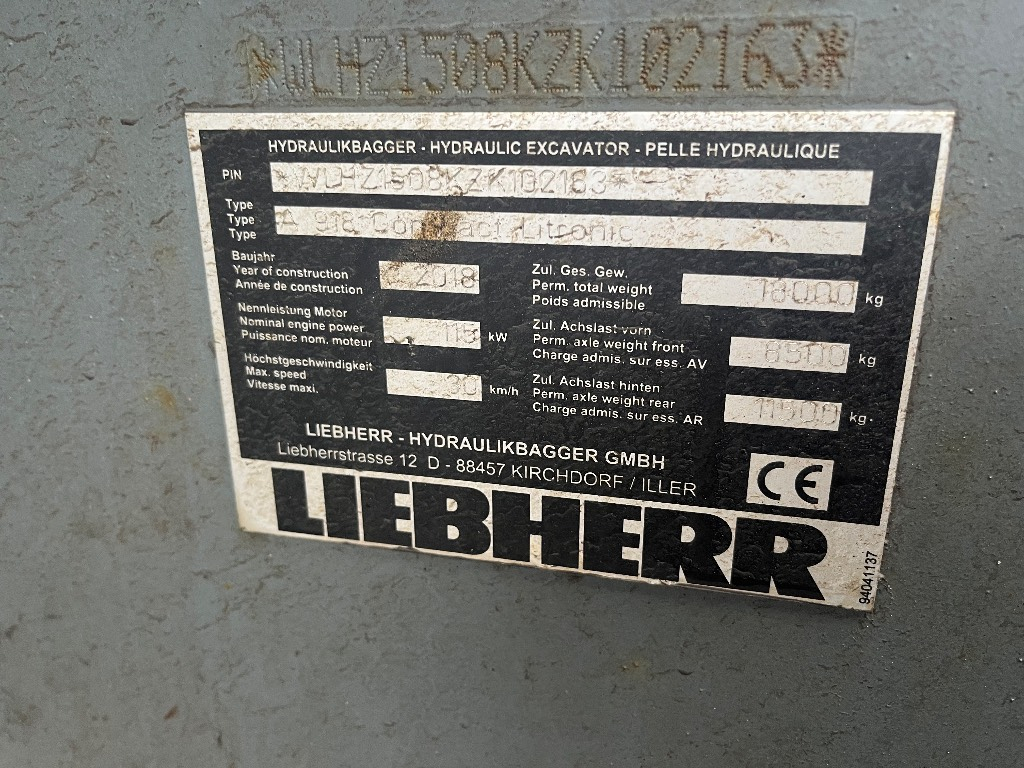 *WLHZ1508KZK102163*
HYDRAULIKBAGGER - HYDRAULIC EXCAVATOR - PELLE HYDRAULIQUE
PIN *WLHZ1508KZK102163*
Type
Type A 918 Compact Litronic
Type
Baujahr
Year of construction 2018
Année de construction
Nennleistung Motor
Nominal engine power 115 kW
Puissance nom. moteur
Höchstgeschwindigkeit
Max. speed 30 km/h
Vitesse maxi.
Zul. Ges. Gew.
Perm. total weight 18000 kg
Poids admissible
Zul. Achslast vorn
Perm. axle weight front 8500 kg
Charge admis. sur ess. AV
Zul. Achslast hinten
Perm. axle weight rear 11500 kg.
Charge admis. sur ess. AR
LIEBHERR - HYDRAULIKBAGGER GMBH
Liebherrstrasse 12 D - 88457 KIRCHDORF / ILLER
CE
LIEBHERR
94041137